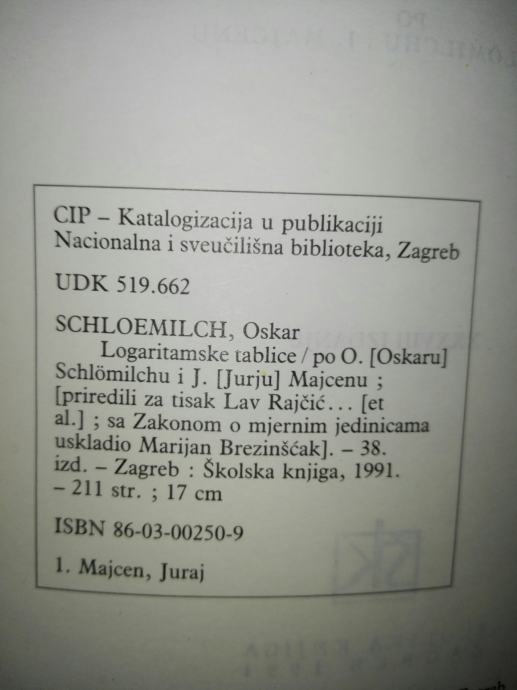 CIP – Katalogizacija u publikaciji
Nacionalna i sveučilišna biblioteka, Zagreb
UDK 519.662
SCHLOEMILCH, Oskar
Logaritamske tablice / po O. [Oskaru]
Schlömilchu i J. [Jurju] Majcenu ;
[priredili za tisak Lav Rajčić... [et
al.] ; sa Zakonom o mjernim jedinicama
uskladio Marijan Brezinšćak]. – 38.
izd. – Zagreb : Školska knjiga, 1991.
– 211 str. ; 17 cm
ISBN 86-03-00250-9
1. Majcen, Juraj